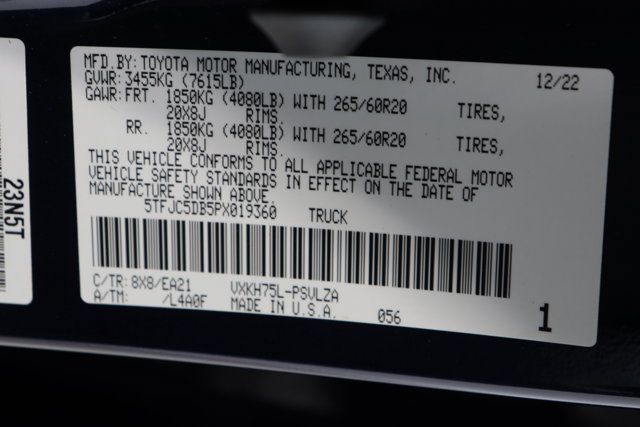 MFD.BY: TOYOTA MOTOR MANUFACTURING, TEXAS, INC. 12/22
GVWR: 3455KG (7615LB)
GAWR: FRT. 1850KG (4080LB) WITH 265/60R20 TIRES,
20X8J RIMS.
RR. 1850KG (4080LB) WITH 265/60R20 TIRES,
20X8J RIMS.
THIS VEHICLE CONFORMS TO ALL APPLICABLE FEDERAL MOTOR
VEHICLE SAFETY STANDARDS IN EFFECT ON THE DATE OF
MANUFACTURE SHOWN ABOVE.
5TFJC5DB5PX019360 TRUCK
C/TR: 8X8/EA21 VXKH75L-PSVLZA
A/TM: /L4A0F MADE IN U.S.A. 056 1
23N5T